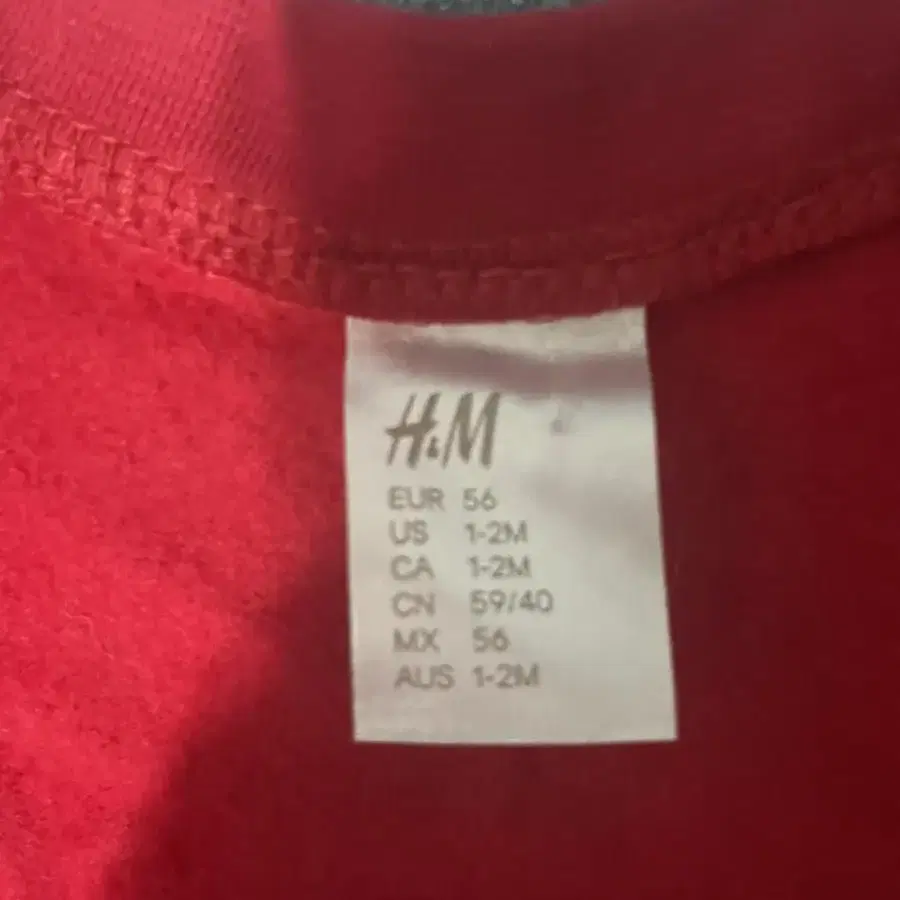 H&M
EUR 56
US 1-2M
CA 1-2M
CN 59/40
MX 56
AUS 1-2M